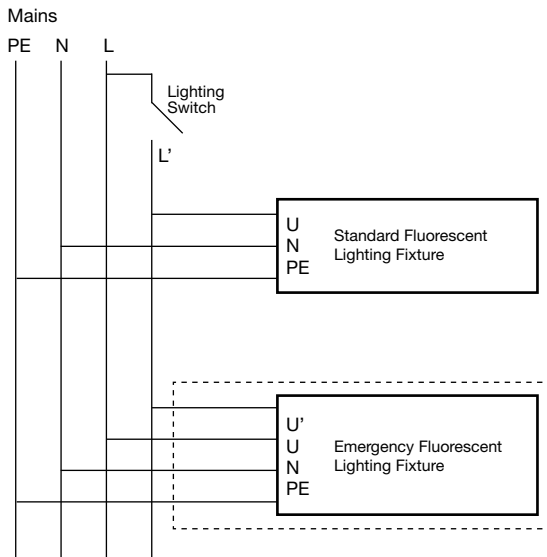 Mains
PE N L
Lighting
Switch
L’
U
N
PE
Standard Fluorescent
Lighting Fixture
U'
U
N
PE
Emergency Fluorescent
Lighting Fixture